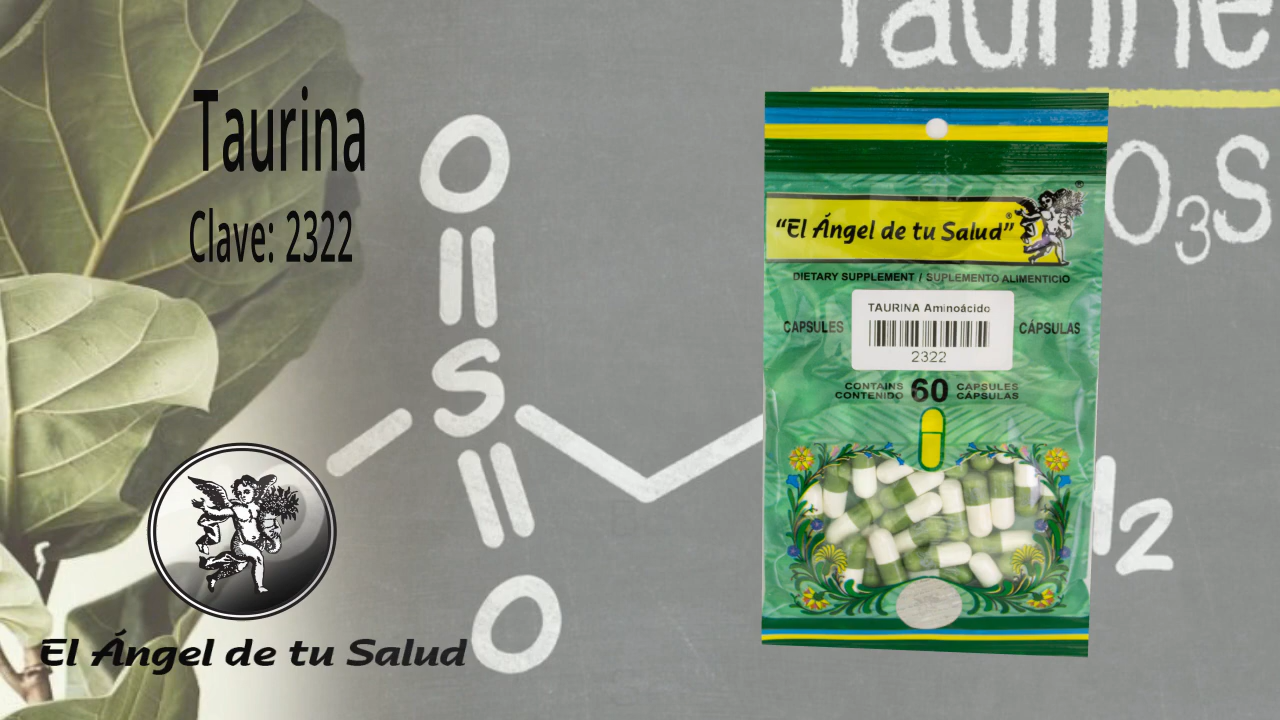 Taurine
Taurina
Clave: 2322
O
S
O
O₃S
H₂
El Ángel de tu Salud
"El Ángel de tu Salud"®
DIETARY SUPPLEMENT / SUPLEMENTO ALIMENTICIO
TAURINA Aminoácido
2322
CAPSULES
CÁPSULAS
CONTAINS 60 CAPSULES
CONTENIDO CÁPSULAS